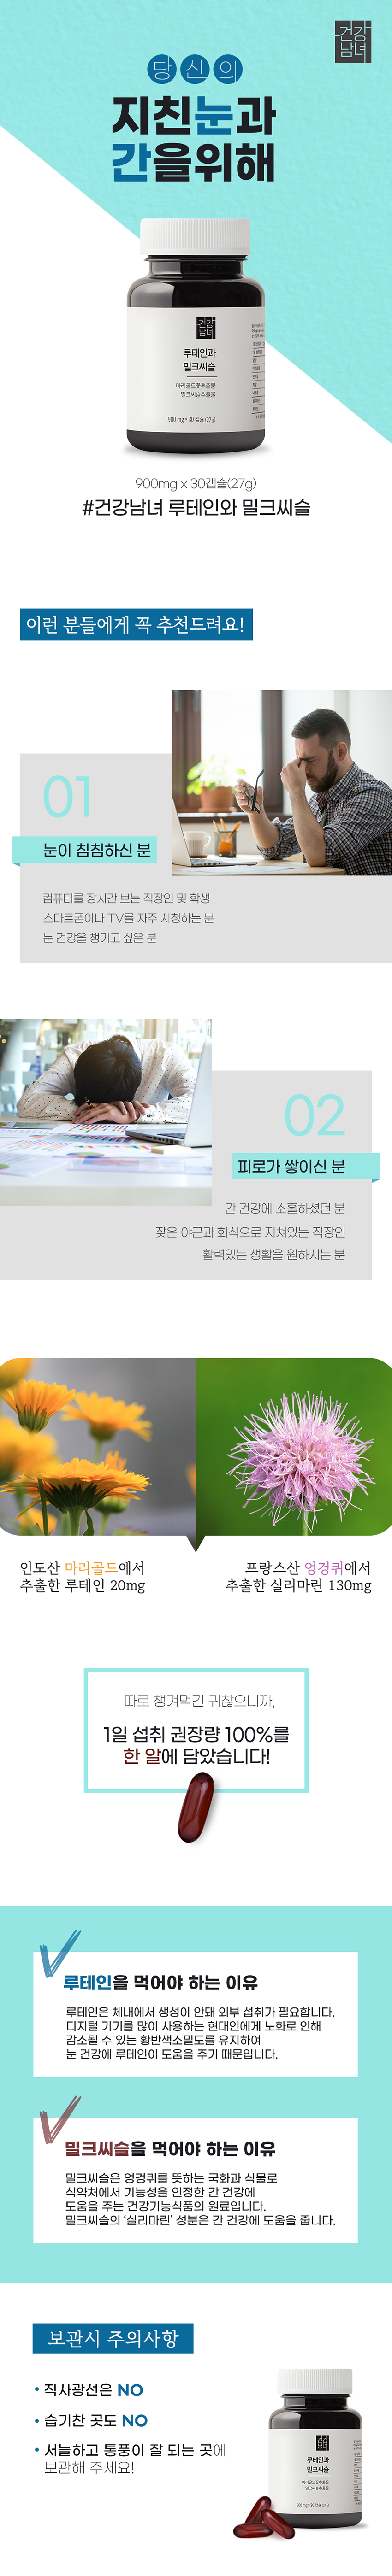 건강
남녀
당신의
지친눈과
간을위해
건강
남녀
루테인과
밀크씨슬
마리골드꽃추출물
밀크씨슬추출물
900 mg × 30 캡슐 (27 g)
900mg x 30캡슐(27g)
#건강남녀 루테인와 밀크씨슬
이런 분들에게 꼭 추천드려요!
01
눈이 침침하신 분
컴퓨터를 장시간 보는 직장인 및 학생
스마트폰이나 TV를 자주 시청하는 분
눈 건강을 챙기고 싶은 분
02
피로가 쌓이신 분
간 건강에 소홀하셨던 분
잦은 야근과 회식으로 지쳐있는 직장인
활력있는 생활을 원하시는 분
인도산 마리골드에서
추출한 루테인 20mg
프랑스산 엉겅퀴에서
추출한 실리마린 130mg
따로 챙겨먹긴 귀찮으니까,
1일 섭취 권장량 100%를
한 알에 담았습니다!
루테인을 먹어야 하는 이유
루테인은 체내에서 생성이 안돼 외부 섭취가 필요합니다.
디지털 기기를 많이 사용하는 현대인에게 노화로 인해
감소될 수 있는 황반색소밀도를 유지하여
눈 건강에 루테인이 도움을 주기 때문입니다.
밀크씨슬을 먹어야 하는 이유
밀크씨슬은 엉겅퀴를 뜻하는 국화과 식물로
식약처에서 기능성을 인정한 간 건강에
도움을 주는 건강기능식품의 원료입니다.
밀크씨슬의 '실리마린' 성분은 간 건강에 도움을 줍니다.
보관시 주의사항
• 직사광선은 NO
• 습기찬 곳도 NO
• 서늘하고 통풍이 잘 되는 곳에
보관해 주세요!
건강
남녀
루테인과
밀크씨슬
마리골드꽃추출물
밀크씨슬추출물
900 mg × 30 캡슐 (27 g)